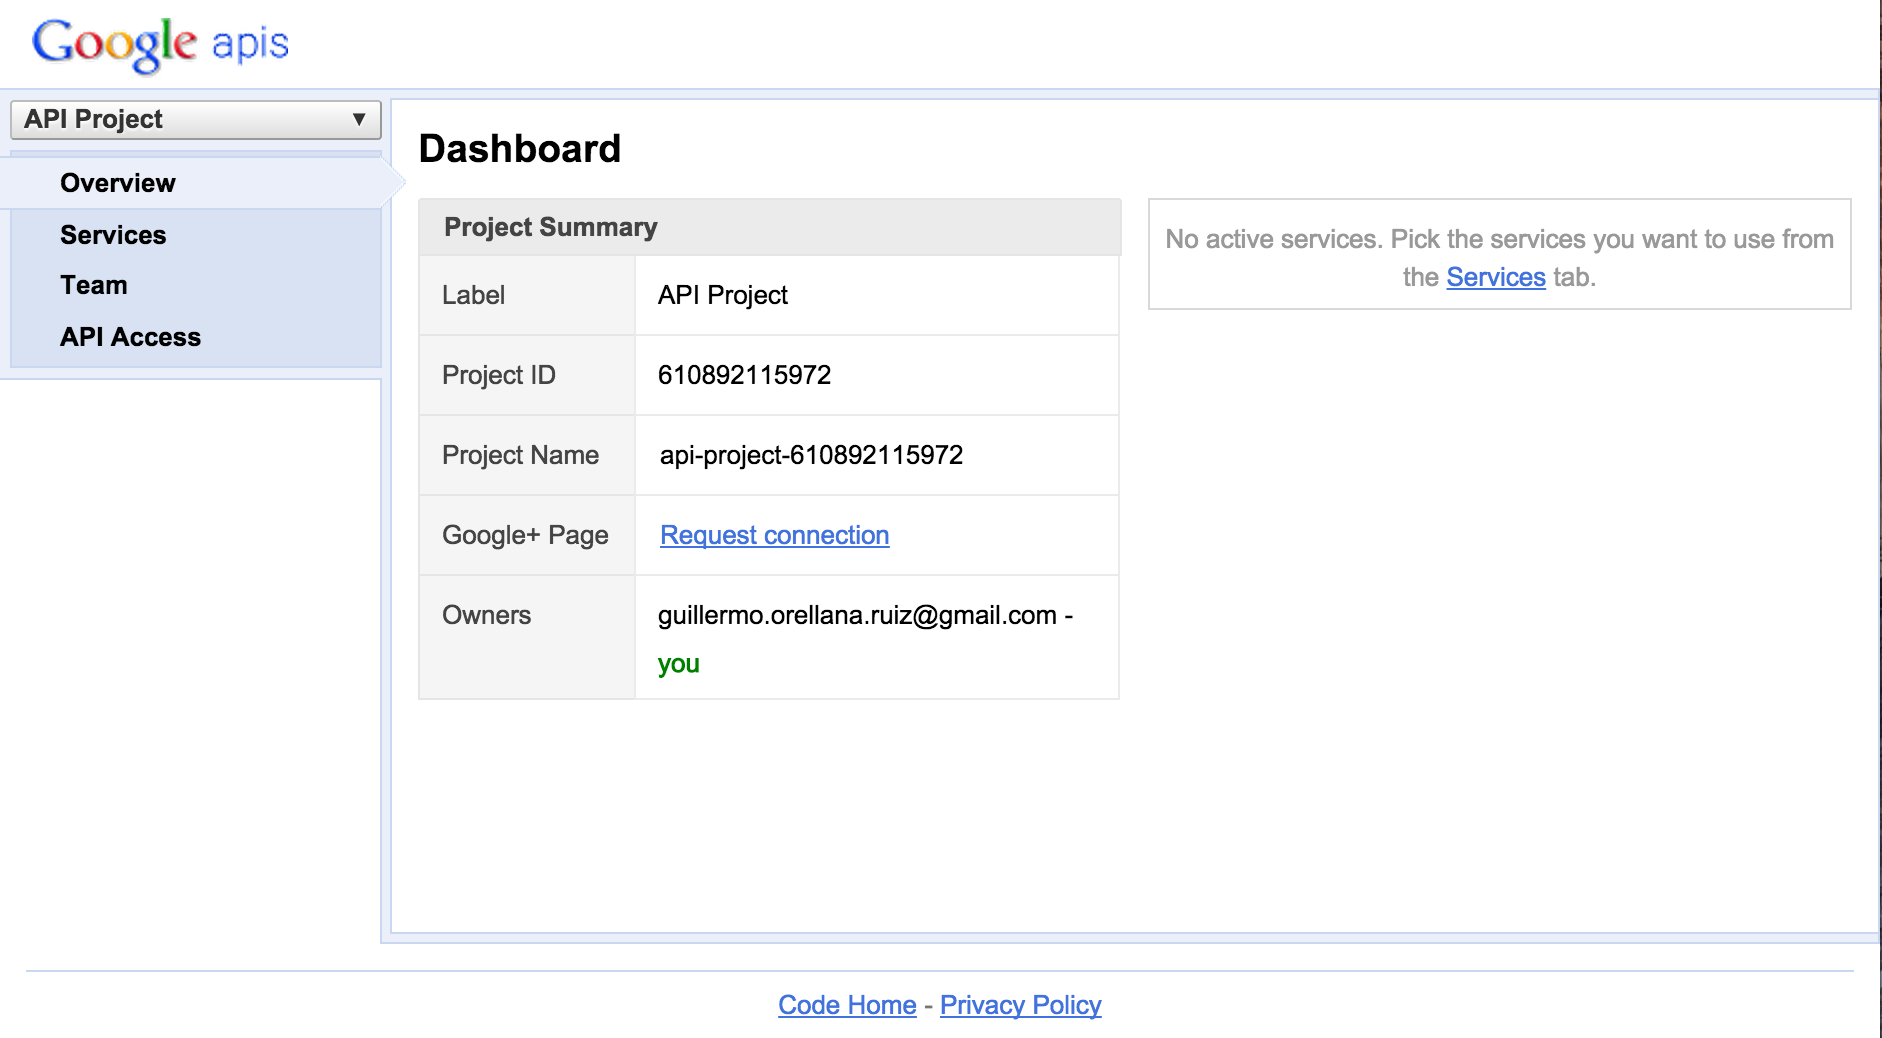 Google apis
API Project ▼
Overview
Services
Team
API Access
Dashboard
Project Summary
Label API Project
Project ID 610892115972
Project Name api-project-610892115972
Google+ Page Request connection
Owners guillermo.orellana.ruiz@gmail.com -
you
No active services. Pick the services you want to use from
the Services tab.
Code Home - Privacy Policy